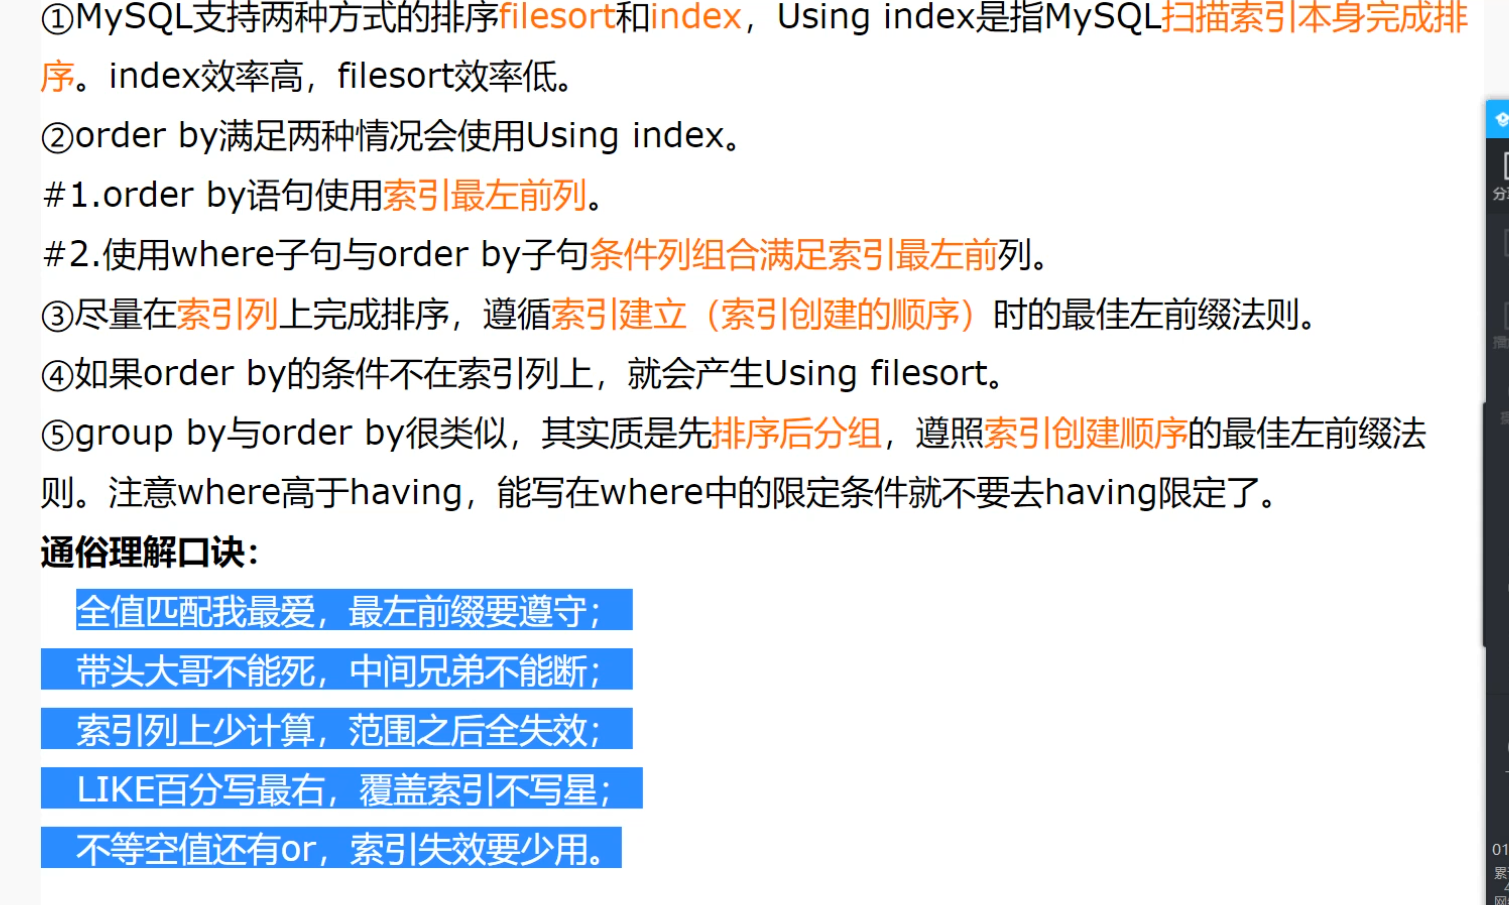 ①MySQL支持两种方式的排序filesort和index，Using index是指MySQL扫描索引本身完成排
序。index效率高，filesort效率低。
②order by满足两种情况会使用Using index。
#1.order by语句使用索引最左前列。
#2.使用where子句与order by子句条件列组合满足索引最左前列。
③尽量在索引列上完成排序，遵循索引建立（索引创建的顺序）时的最佳左前缀法则。
④如果order by的条件不在索引列上，就会产生Using filesort。
⑤group by与order by很类似，其实质是先排序后分组，遵照索引创建顺序的最佳左前缀法
则。注意where高于having，能写在where中的限定条件就不要去having限定了。
通俗理解口诀：
全值匹配我最爱，最左前缀要遵守；
带头大哥不能死，中间兄弟不能断；
索引列上少计算，范围之后全失效；
LIKE百分写最右，覆盖索引不写星；
不等空值还有or，索引失效要少用。
01